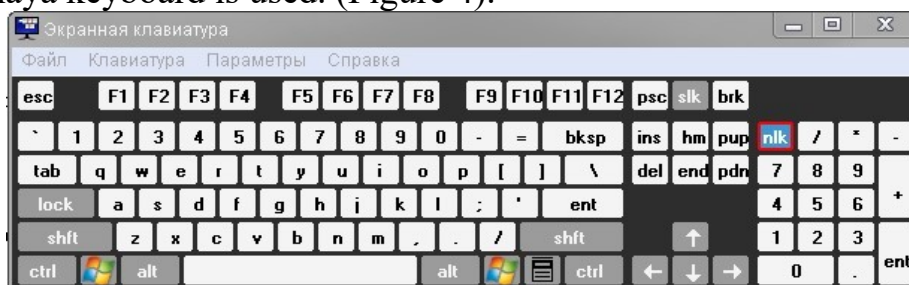 aya keyboard is used. (Figure 4).
Экранная клавиатура
Файл Клавиатура Параметры Справка
esc F1 F2 F3 F4 F5 F6 F7 F8 F9 F10 F11 F12 psc slk brk
` 1 2 3 4 5 6 7 8 9 0 - = bksp ins hm pup nlk / * -
tab q w e r t y u i o p [ ] \ del end pdn 7 8 9
lock a s d f g h j k l ; ' ent 4 5 6 +
shft z x c v b n m , . / shft ↑ 1 2 3
ctrl alt alt ctrl ← ↓ → 0 . ent